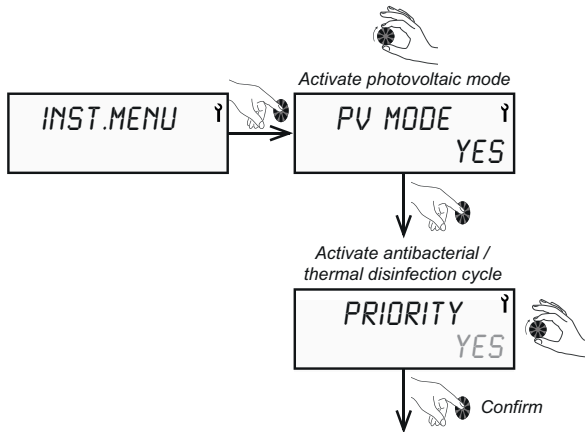 Activate photovoltaic mode
INST.MENU
PV MODE
YES
Activate antibacterial /
thermal disinfection cycle
PRIORITY
YES
Confirm